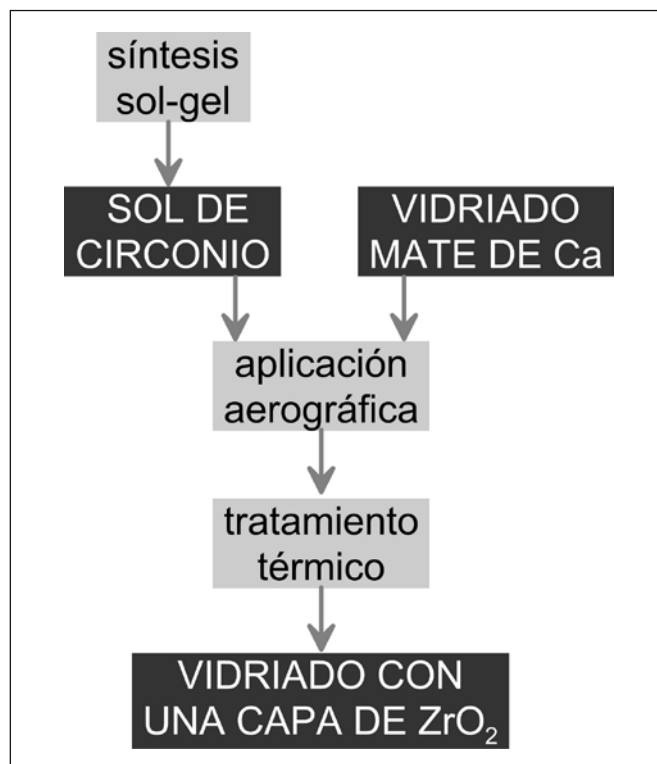 síntesis
sol-gel
SOL DE
CIRCONIO
VIDRIADO
MATE DE Ca
aplicación
aerográfica
tratamiento
térmico
VIDRIADO CON
UNA CAPA DE ZrO₂